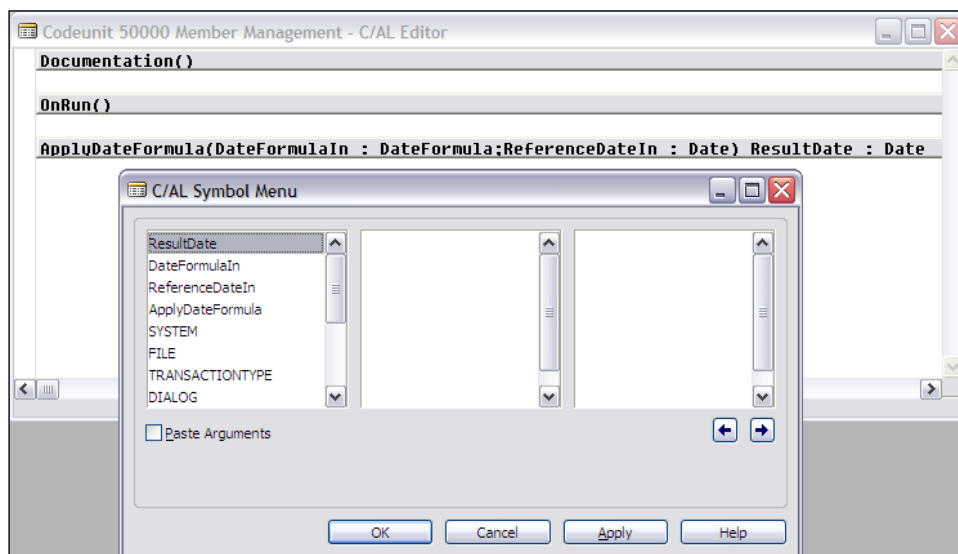 Codeunit 50000 Member Management - C/AL Editor
Documentation()
OnRun()
ApplyDateFormula(DateFormulaIn : DateFormula;ReferenceDateIn : Date) ResultDate : Date
C/AL Symbol Menu
ResultDate
DateFormulaIn
ReferenceDateIn
ApplyDateFormula
SYSTEM
FILE
TRANSACTIONTYPE
DIALOG
Paste Arguments
OK Cancel Apply Help